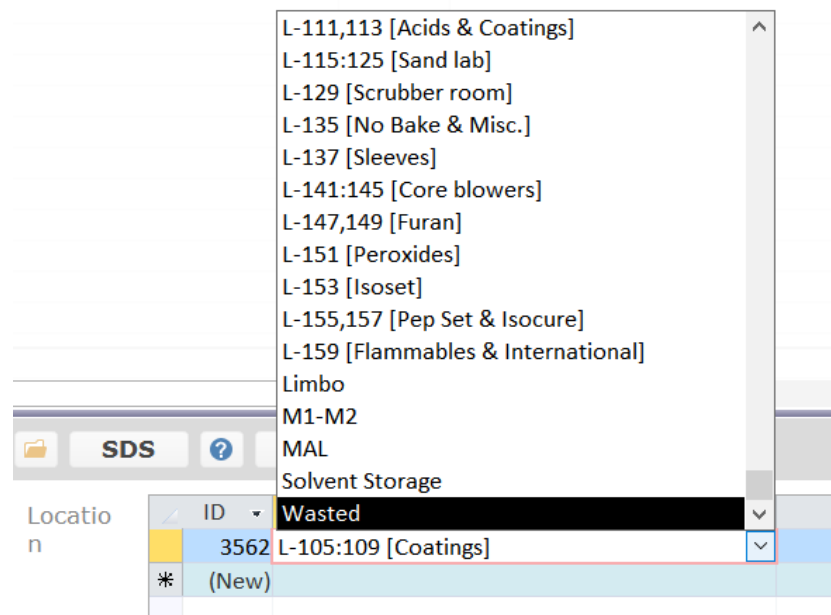 L-111,113 [Acids & Coatings]
L-115:125 [Sand lab]
L-129 [Scrubber room]
L-135 [No Bake & Misc.]
L-137 [Sleeves]
L-141:145 [Core blowers]
L-147,149 [Furan]
L-151 [Peroxides]
L-153 [Isoset]
L-155,157 [Pep Set & Isocure]
L-159 [Flammables & International]
Limbo
M1-M2
MAL
Solvent Storage
Wasted
SDS ?
Locatio
n
ID
3562 L-105:109 [Coatings]
* (New)